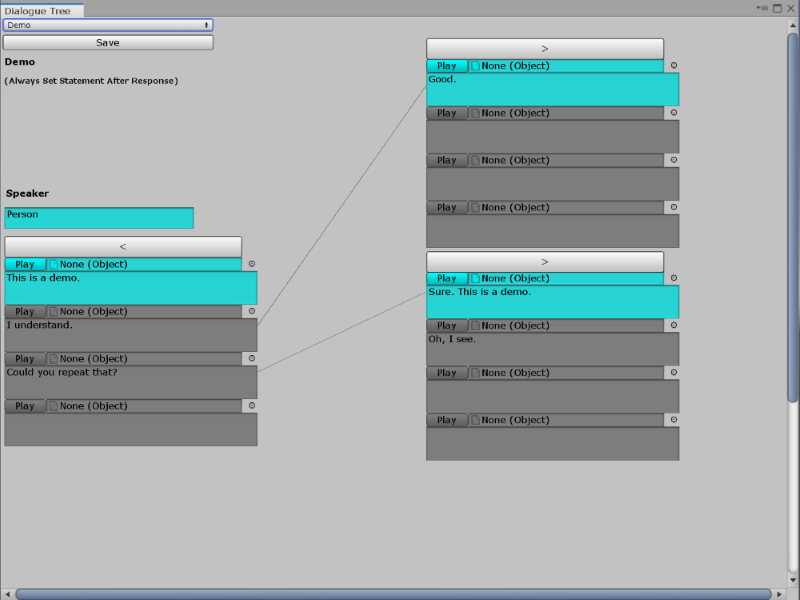 Dialogue Tree
Demo
Save
Demo
(Always Set Statement After Response)
Speaker
Person
<
Play None (Object)
This is a demo.
Play None (Object)
I understand.
Play None (Object)
Could you repeat that?
Play None (Object)
>
Play None (Object)
Good.
Play None (Object)
Play None (Object)
Play None (Object)
>
Play None (Object)
Sure. This is a demo.
Play None (Object)
Oh, I see.
Play None (Object)
Play None (Object)